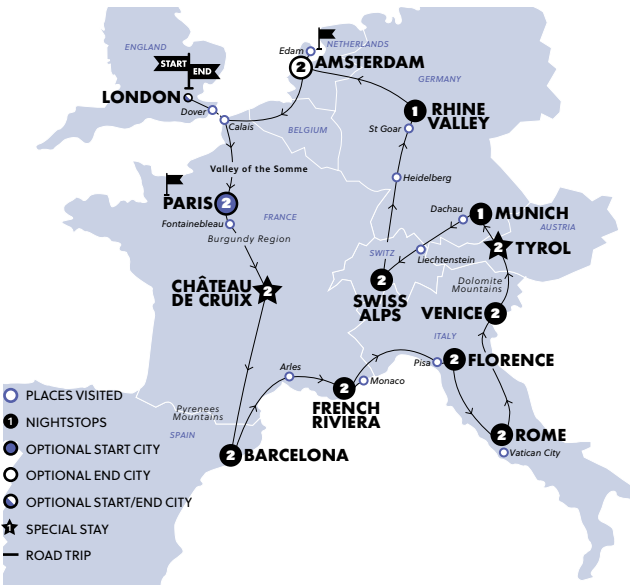 ENGLAND
Edam
NETHERLANDS
START
END
2
AMSTERDAM
GERMANY
LONDON
Dover
Calais
1
RHINE
VALLEY
BELGIUM
St Goar
Valley of the Somme
Heidelberg
PARIS
2
Dachau
1
MUNICH
Fontainebleau
FRANCE
AUSTRIA
Burgundy Region
2
TYROL
SWITZ
Liechtenstein
CHÂTEAU
DE CRUIX
2
2
SWISS
ALPS
Dolomite
Mountains
VENICE
2
ITALY
Arles
Pisa
2
FLORENCE
2
Monaco
FRENCH
RIVIERA
Pyrenees
Mountains
SPAIN
2
BARCELONA
2
ROME
Vatican City
PLACES VISITED
1
NIGHTSTOPS
OPTIONAL START CITY
OPTIONAL END CITY
OPTIONAL START/END CITY
1
SPECIAL STAY
ROAD TRIP